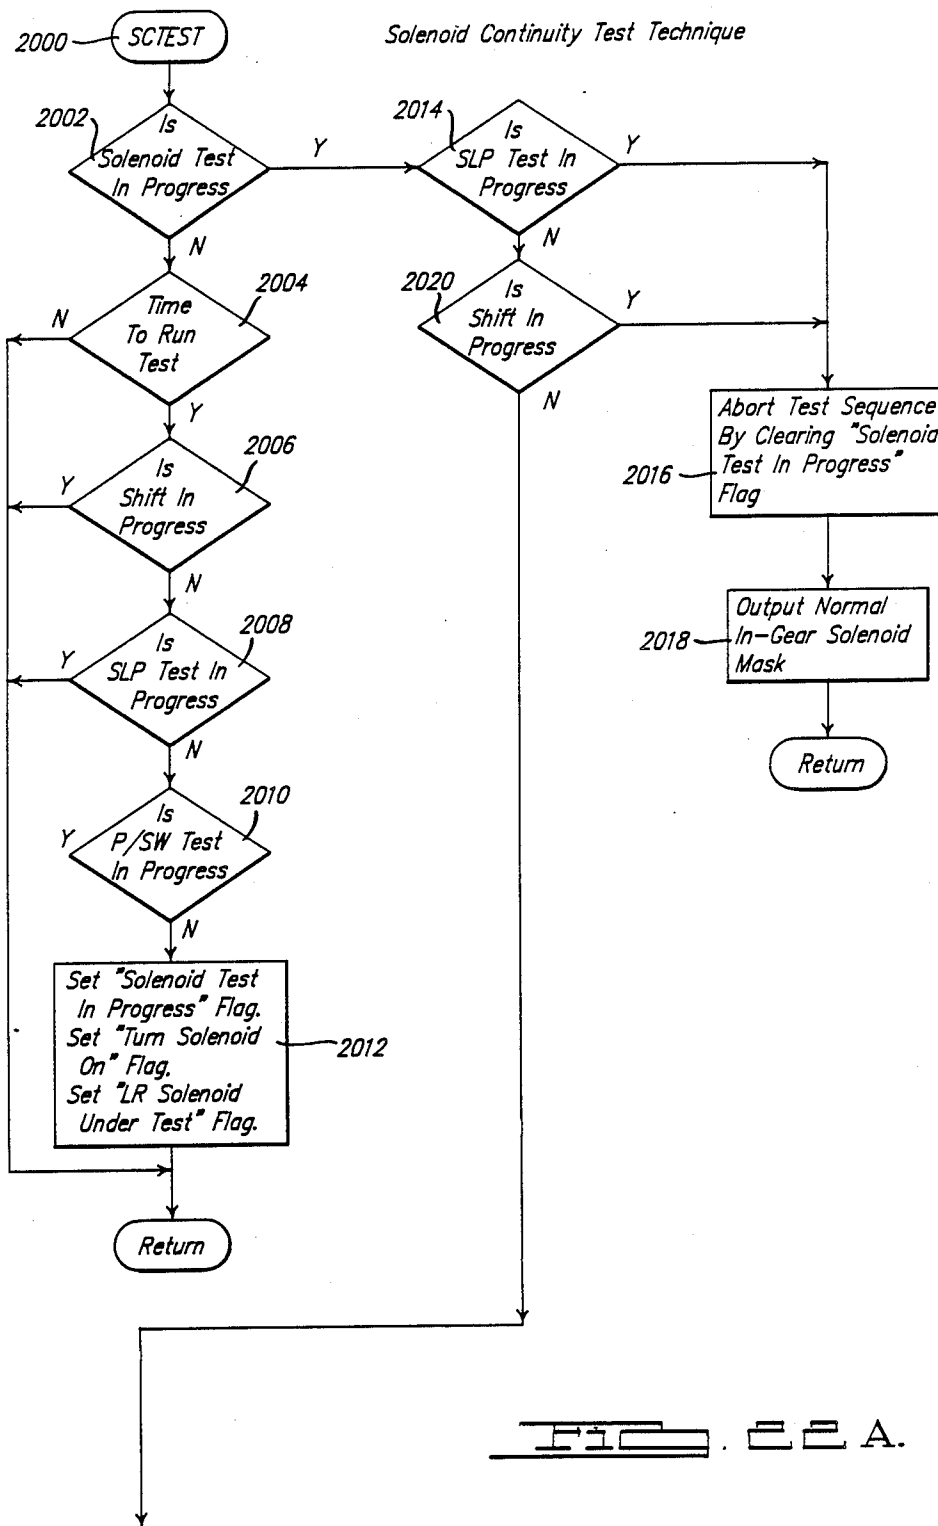 2000
SCTEST
Solenoid Continuity Test Technique
2002
Is
Solenoid Test
In Progress
Y
N
2014
Is
SLP Test In
Progress
Y
N
2004
Time
To Run
Test
N
Y
2020
Is
Shift In
Progress
Y
N
2006
Is
Shift In
Progress
Y
N
2016
Abort Test Sequence
By Clearing "Solenoid
Test In Progress"
Flag
2008
Is
SLP Test In
Progress
Y
N
2018
Output Normal
In-Gear Solenoid
Mask
Return
2010
Is
P/SW Test
In Progress
Y
N
2012
Set "Solenoid Test
In Progress" Flag.
Set "Turn Solenoid
On" Flag.
Set "LR Solenoid
Under Test" Flag.
Return
A.